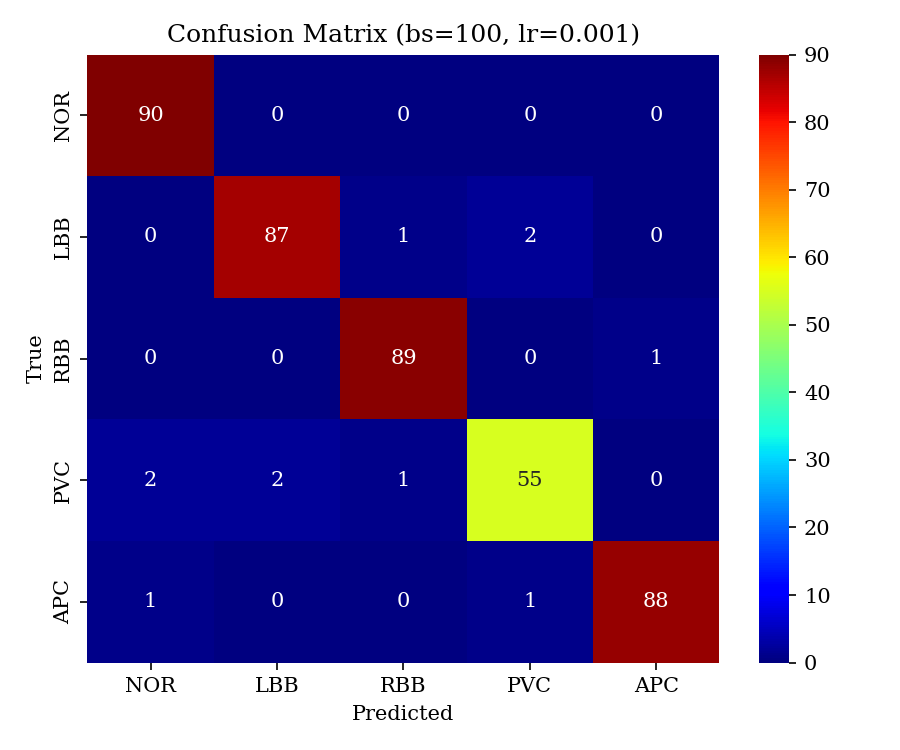 Confusion Matrix (bs=100, lr=0.001)
NOR 90 0 0 0 0
LBB 0 87 1 2 0
RBB 0 0 89 0 1
PVC 2 2 1 55 0
APC 1 0 0 1 88
NOR LBB RBB PVC APC
Predicted
True
90
80
70
60
50
40
30
20
10
0